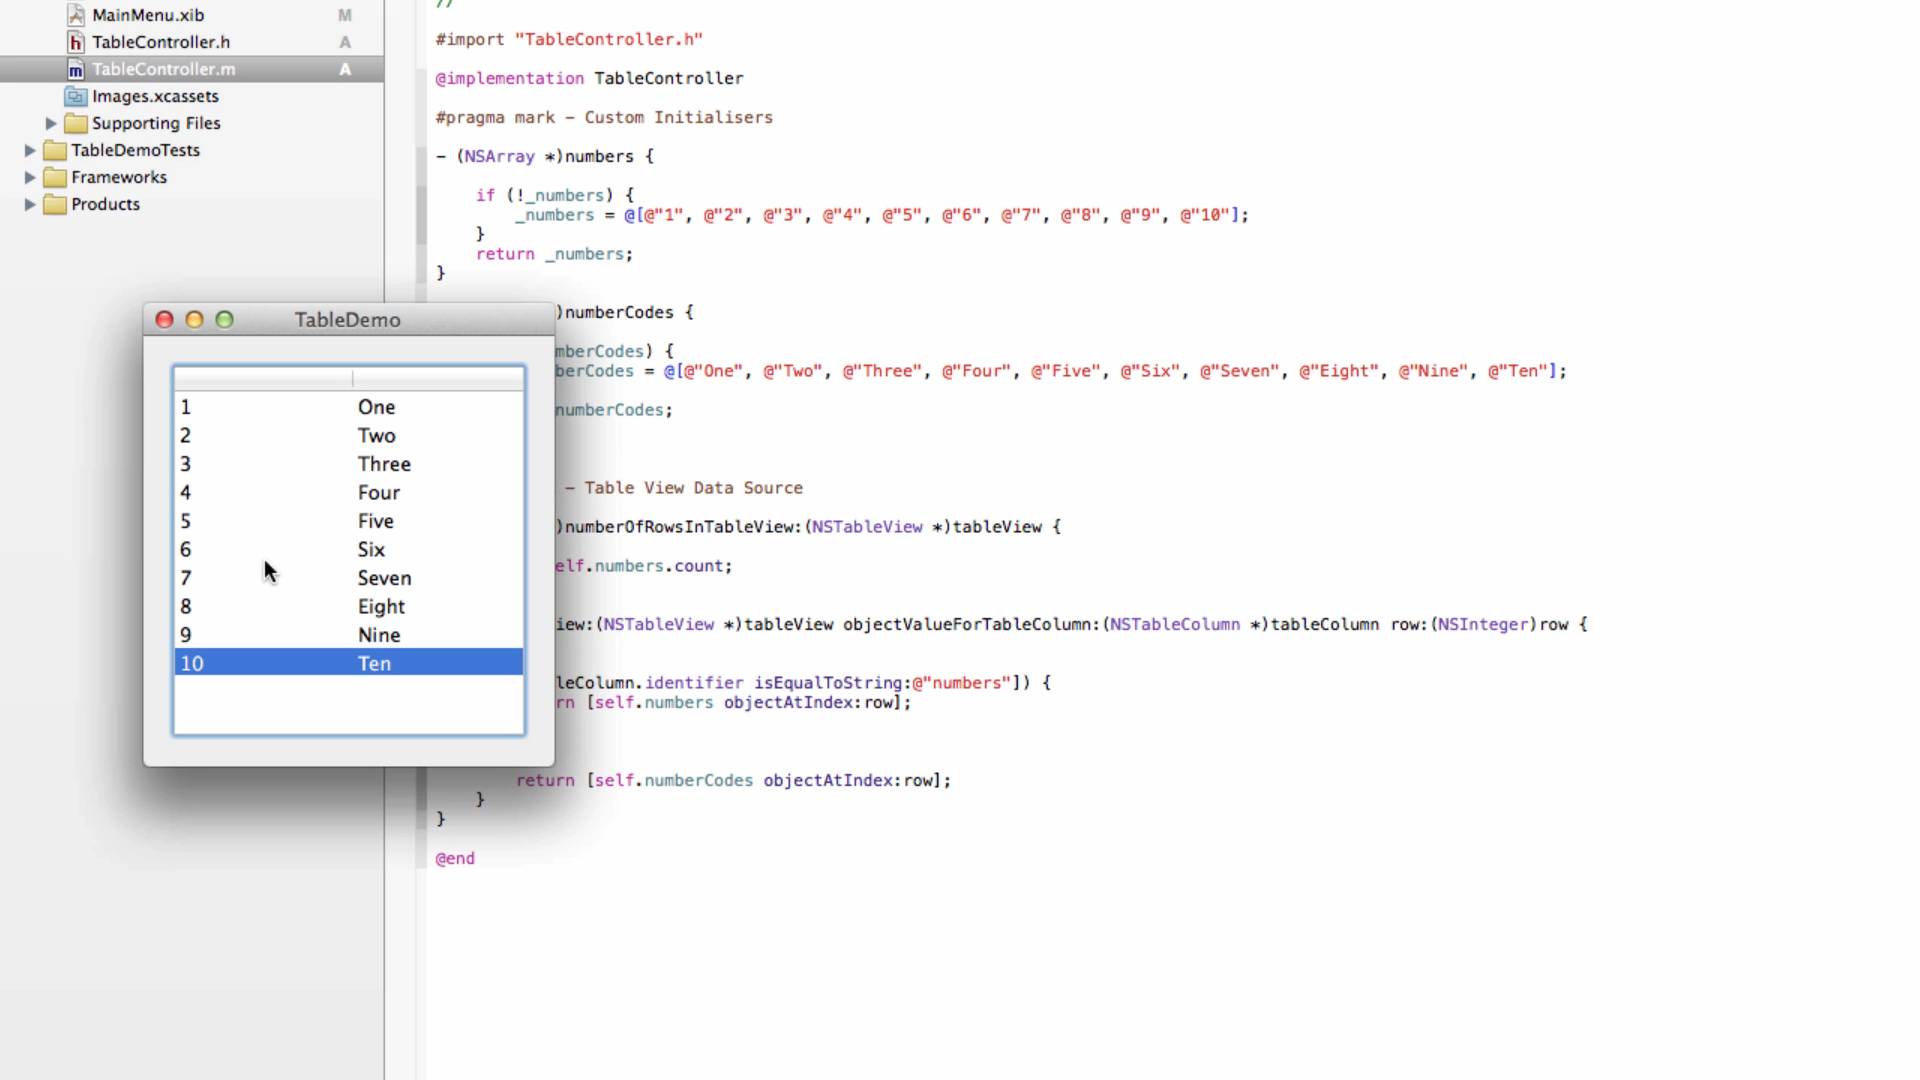 MainMenu.xib M
TableController.h A
TableController.m A
Images.xcassets
Supporting Files
TableDemoTests
Frameworks
Products
//
#import "TableController.h"
@implementation TableController
#pragma mark – Custom Initialisers
– (NSArray *)numbers {
if (!_numbers) {
_numbers = @[@"1", @"2", @"3", @"4", @"5", @"6", @"7", @"8", @"9", @"10"];
}
return _numbers;
}
)numberCodes {
mberCodes) {
berCodes = @[@"One", @"Two", @"Three", @"Four", @"Five", @"Six", @"Seven", @"Eight", @"Nine", @"Ten"];
numberCodes;
– Table View Data Source
)numberOfRowsInTableView:(NSTableView *)tableView {
elf.numbers.count;
iew:(NSTableView *)tableView objectValueForTableColumn:(NSTableColumn *)tableColumn row:(NSInteger)row {
leColumn.identifier isEqualToString:@"numbers"]) {
rn [self.numbers objectAtIndex:row];
return [self.numberCodes objectAtIndex:row];
}
}
@end
TableDemo
1 One
2 Two
3 Three
4 Four
5 Five
6 Six
7 Seven
8 Eight
9 Nine
10 Ten